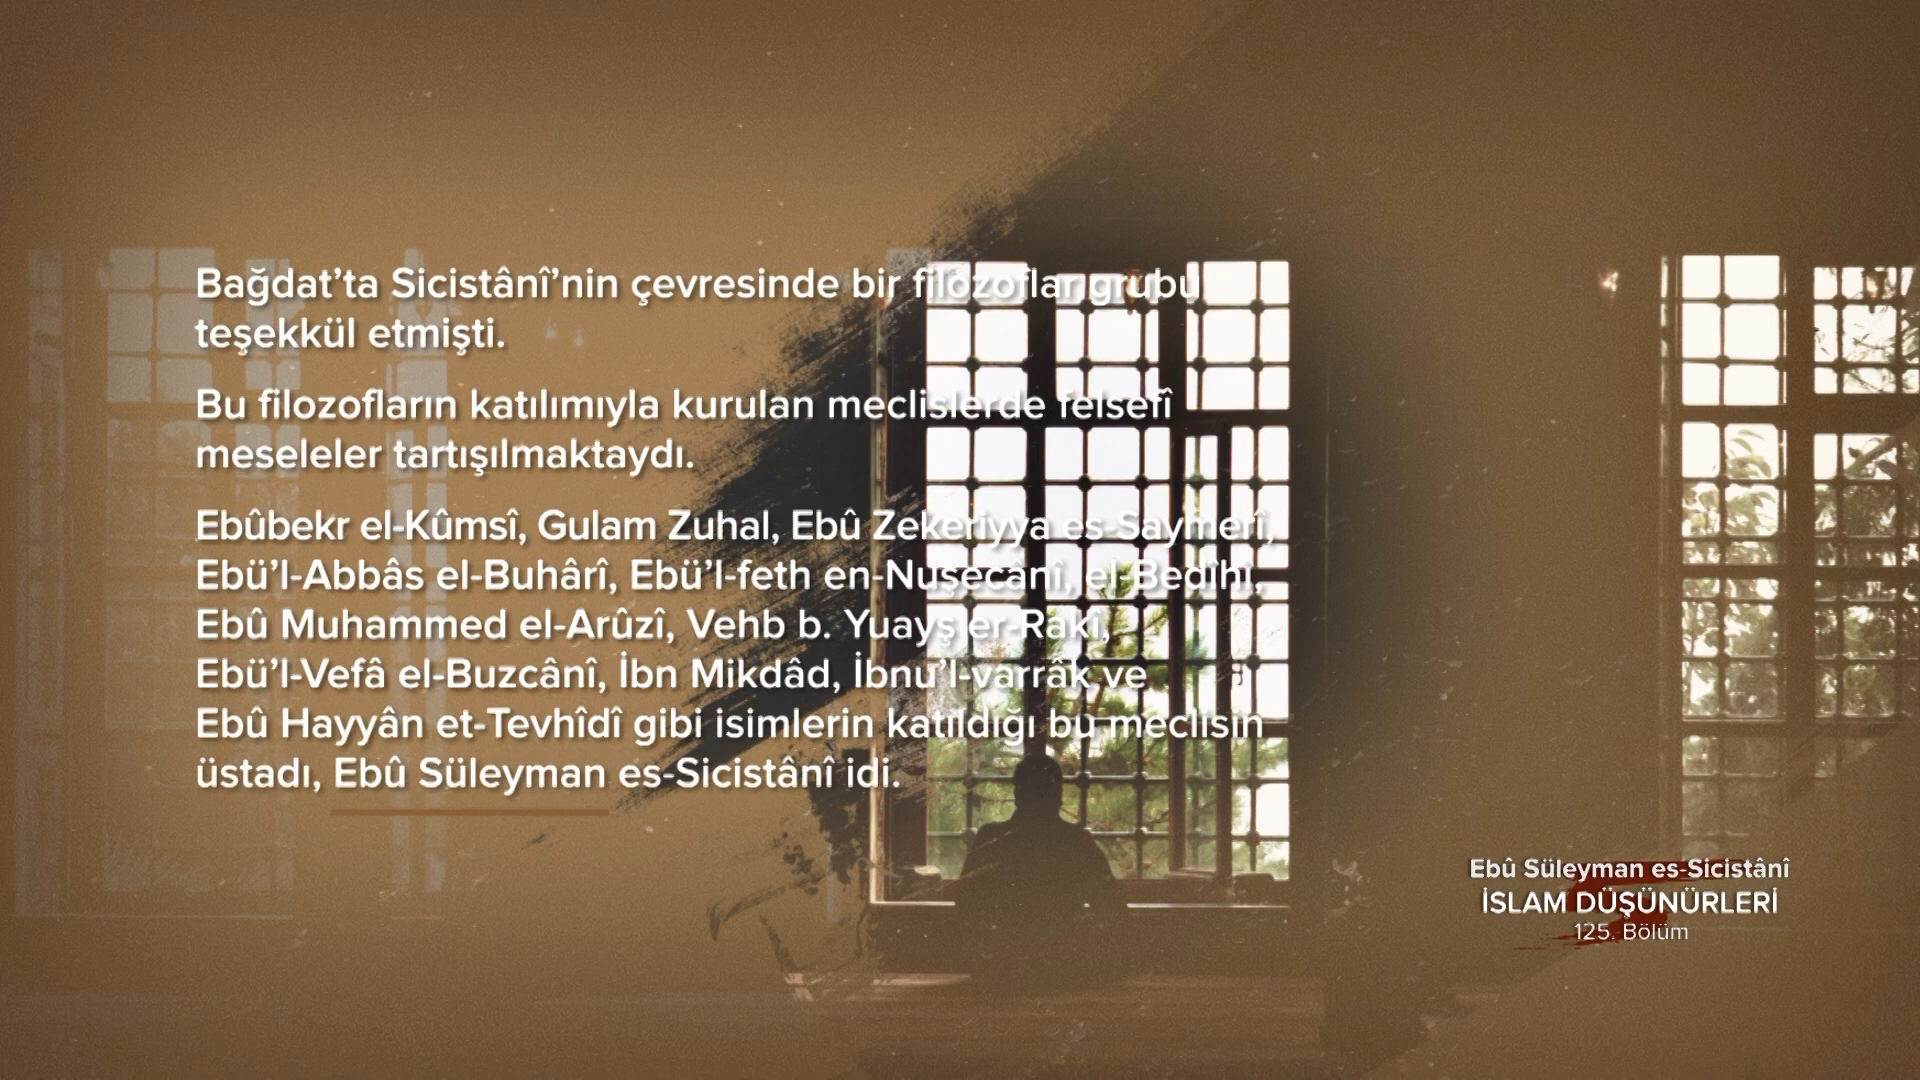 Bağdat’ta Sicistânî’nin çevresinde bir filozoflar grubu
teşekkül etmişti.
Bu filozofların katılımıyla kurulan meclislerde felsefî
meseleler tartışılmaktaydı.
Ebûbekr el-Kûmsî, Gulam Zuhal, Ebû Zekeriyya es-Saymerî,
Ebü’l-Abbâs el-Buhârî, Ebü’l-feth en-Nuşecânî, el-Bedîhî,
Ebû Muhammed el-Arûzî, Vehb b. Yuayş er-Rakî,
Ebü’l-Vefâ el-Buzcânî, İbn Mikdâd, İbnu’l-varrâk ve
Ebû Hayyân et-Tevhîdî gibi isimlerin katıldığı bu meclisin
üstadı, Ebû Süleyman es-Sicistânî idi.
Ebû Süleyman es-Sicistânî
İSLAM DÜŞÜNÜRLERİ
125. Bölüm